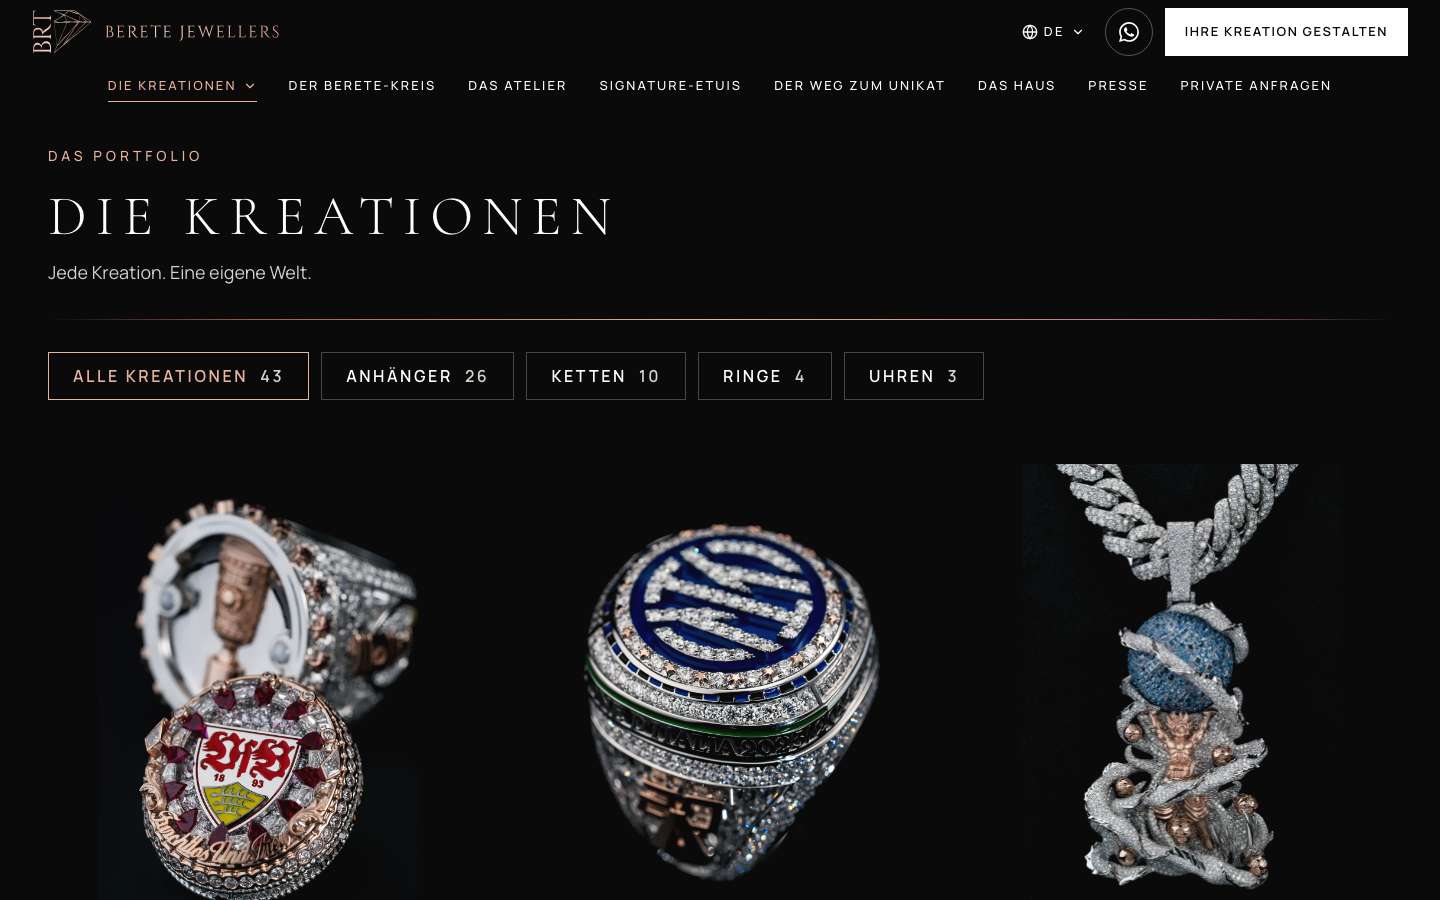 BRT
BERETE JEWELLERS
DE
IHRE KREATION GESTALTEN
DIE KREATIONEN
DER BERETE-KREIS
DAS ATELIER
SIGNATURE-ETUIS
DER WEG ZUM UNIKAT
DAS HAUS
PRESSE
PRIVATE ANFRAGEN
DAS PORTFOLIO
DIE KREATIONEN
Jede Kreation. Eine eigene Welt.
ALLE KREATIONEN 43
ANHÄNGER 26
KETTEN 10
RINGE 4
UHREN 3
VfB
18 93
Furchtlos Und